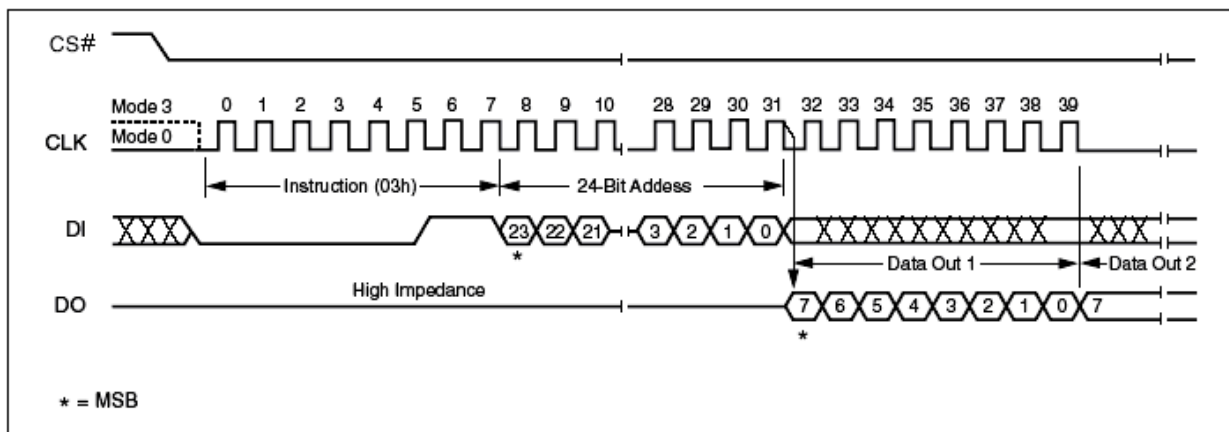 CS#
Mode 3
0 1 2 3 4 5 6 7 8 9 10 28 29 30 31 32 33 34 35 36 37 38 39
CLK
Mode 0
Instruction (03h)
24-Bit Addess
DI
23 22 21 3 2 1 0
*
Data Out 1
Data Out 2
High Impedance
DO
7 6 5 4 3 2 1 0 7
*
* = MSB